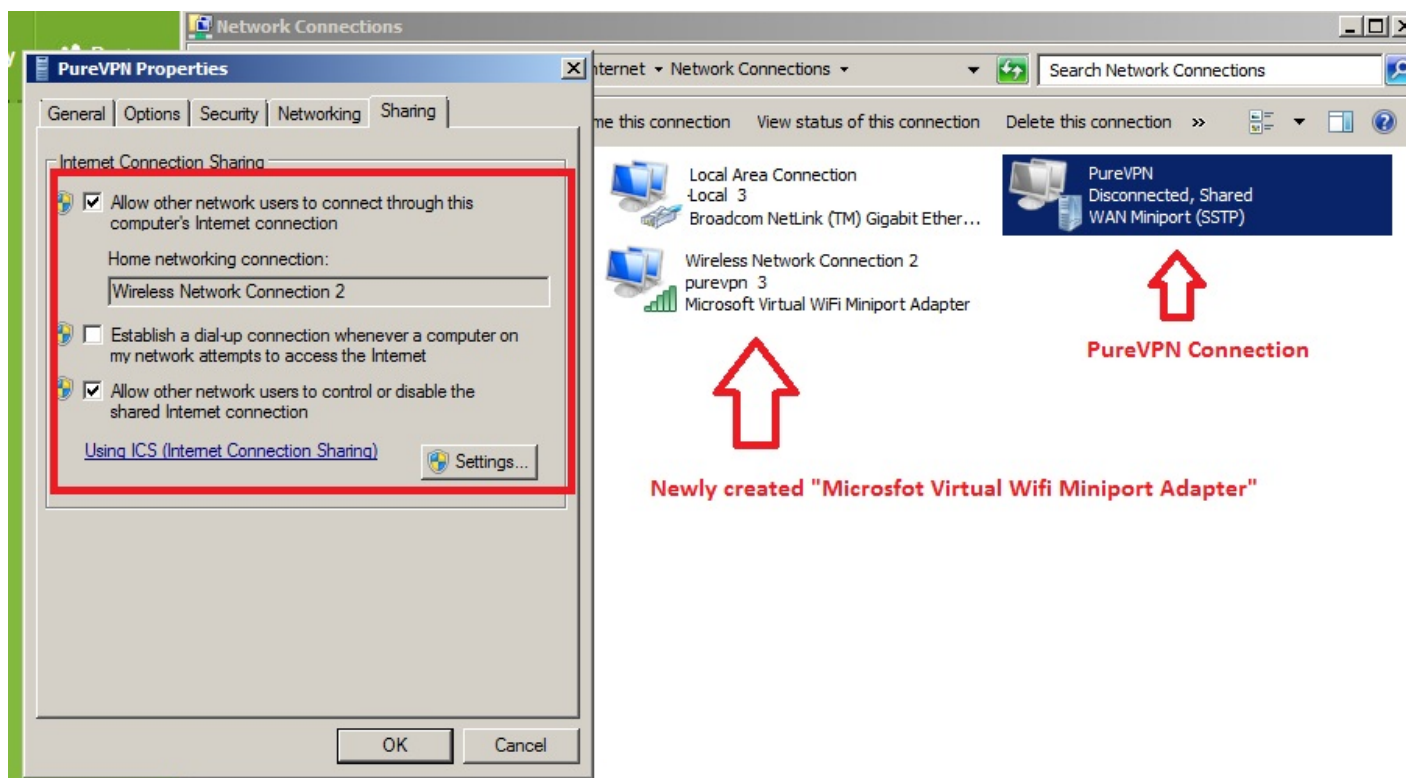 Network Connections
PureVPN Properties
General
Options
Security
Networking
Sharing
Internet Connection Sharing
Allow other network users to connect through this
computer's Internet connection
Home networking connection:
Wireless Network Connection 2
Establish a dial-up connection whenever a computer on
my network attempts to access the Internet
Allow other network users to control or disable the
shared Internet connection
Using ICS (Internet Connection Sharing)
Settings...
OK
Cancel
Network Connections
Search Network Connections
this connection
View status of this connection
Delete this connection »
Local Area Connection
Local 3
Broadcom NetLink (TM) Gigabit Ether...
Wireless Network Connection 2
purevpn 3
Microsoft Virtual WiFi Miniport Adapter
PureVPN
Disconnected, Shared
WAN Miniport (SSTP)
PureVPN Connection
Newly created "Microsfot Virtual Wifi Miniport Adapter"